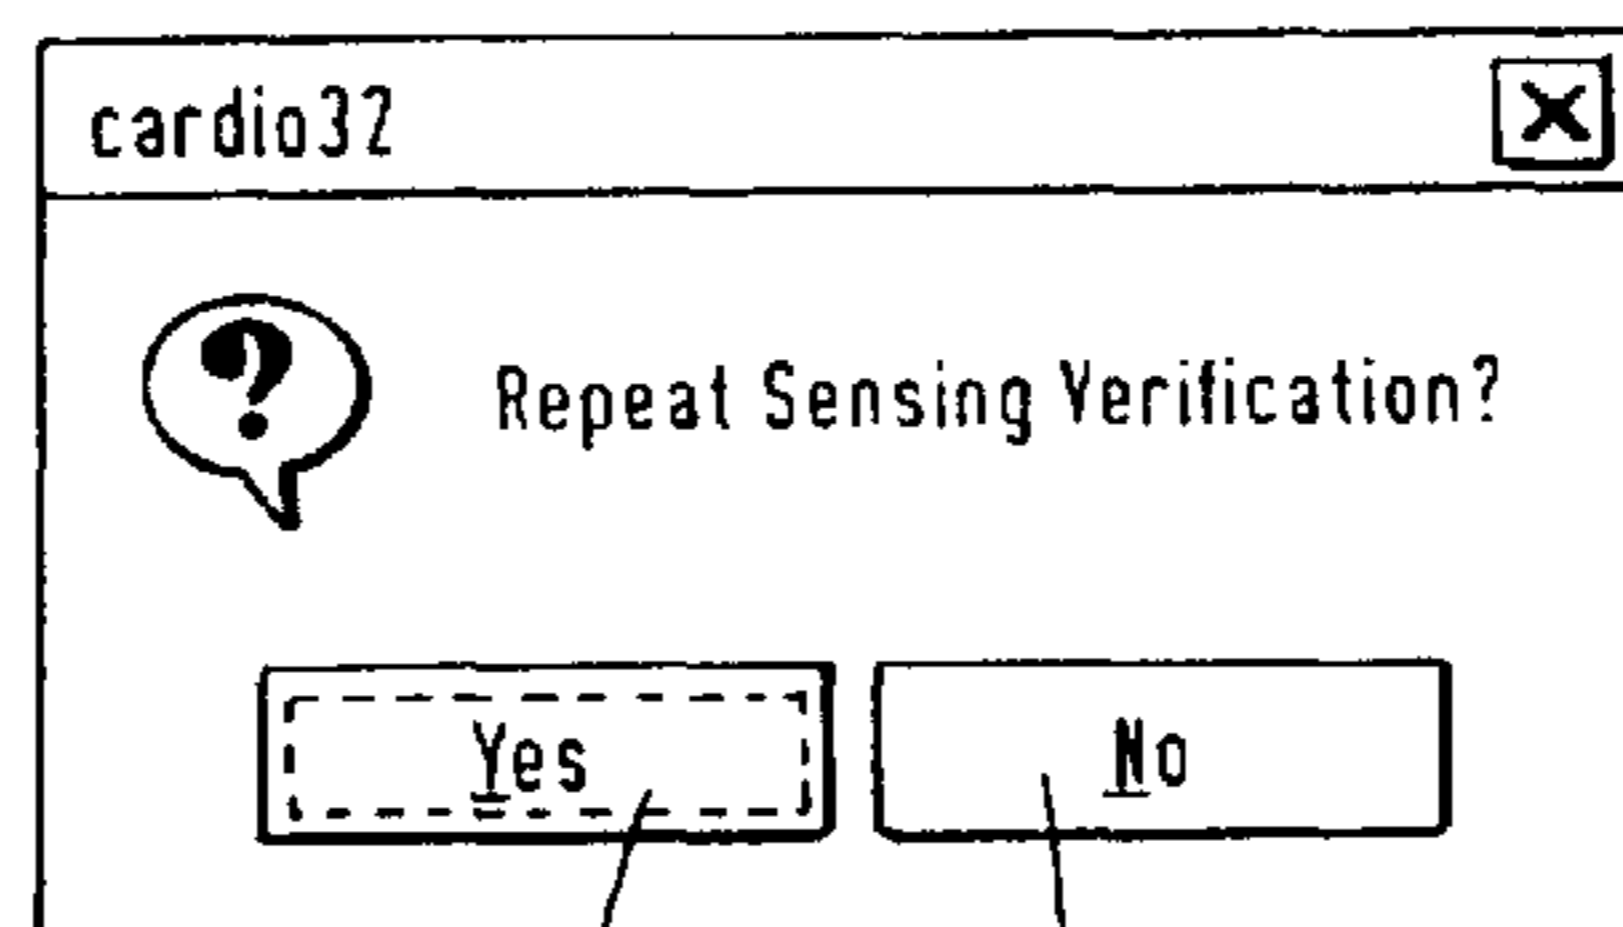 cardio32
Repeat Sensing Verification?
Yes No